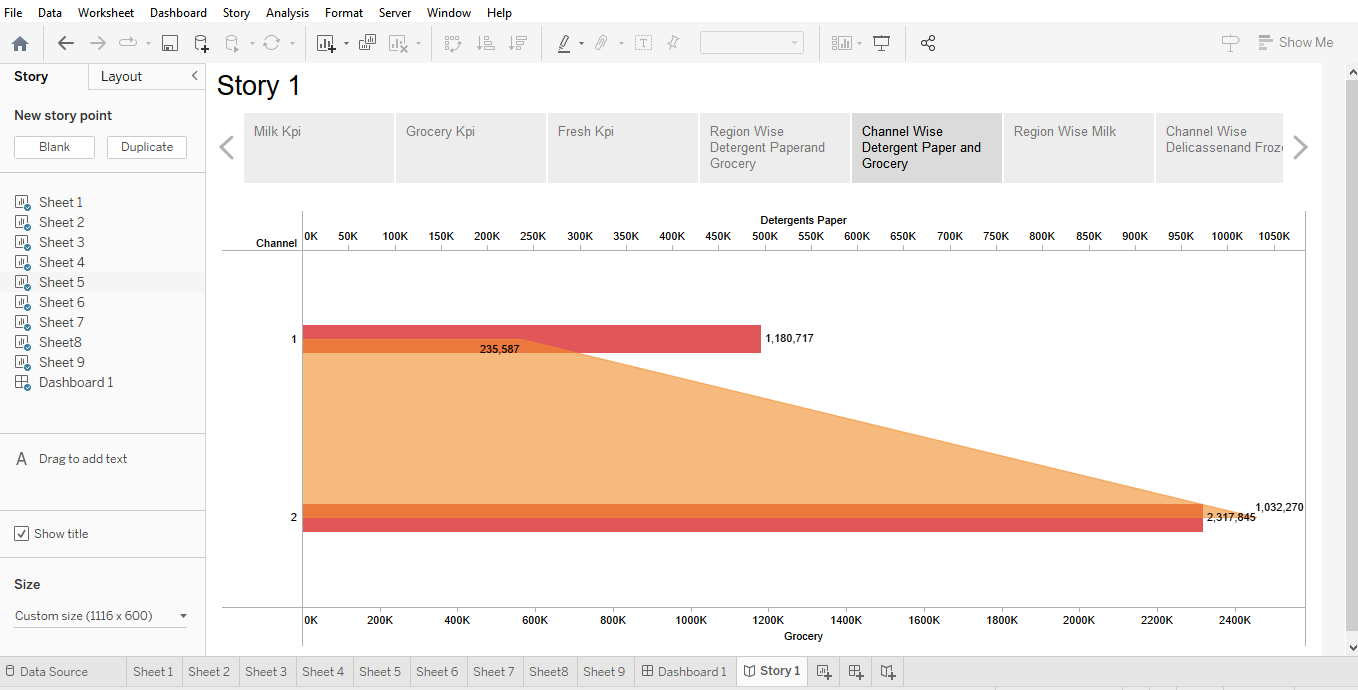 File Data Worksheet Dashboard Story Analysis Format Server Window Help
Show Me
Story Layout
New story point
Blank Duplicate
Sheet 1
Sheet 2
Sheet 3
Sheet 4
Sheet 5
Sheet 6
Sheet 7
Sheet8
Sheet 9
Dashboard 1
A Drag to add text
Show title
Size
Custom size (1116 x 600)
Story 1
Milk Kpi
Grocery Kpi
Fresh Kpi
Region Wise
Detergent Paperand
Grocery
Channel Wise
Detergent Paper and
Grocery
Region Wise Milk
Channel Wise
Delicassenand Froze
Detergents Paper
Channel
0K 50K 100K 150K 200K 250K 300K 350K 400K 450K 500K 550K 600K 650K 700K 750K 800K 850K 900K 950K 1000K 1050K
1
1,180,717
235,587
2
1,032,270
2,317,845
0K 200K 400K 600K 800K 1000K 1200K 1400K 1600K 1800K 2000K 2200K 2400K
Grocery
Data Source Sheet 1 Sheet 2 Sheet 3 Sheet 4 Sheet 5 Sheet 6 Sheet 7 Sheet8 Sheet 9 Dashboard 1 Story 1